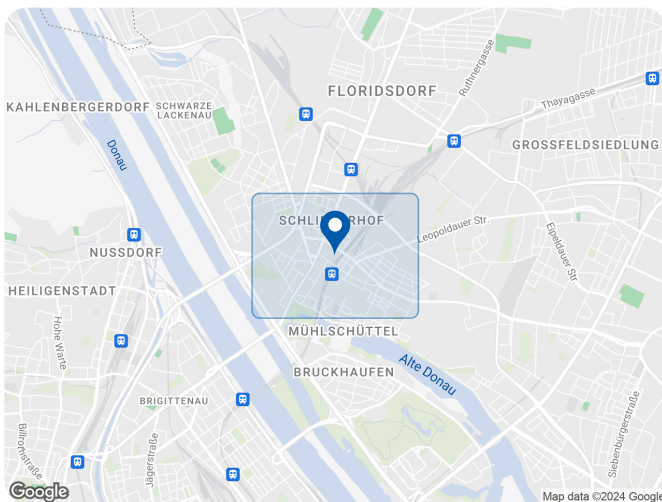 FLORIDSDORF
Ruthnergasse
Thayagasse
KAHLENBERGERDORF
SCHWARZE
LACKENAU
GROSSFELDSIEDLUNG
Donau
Leopoldauer Str.
Eipeldauer Str.
NUSSDORF
HEILIGENSTADT
Hohe Warte
MÜHLSCHÜTTEL
BRUCKHAUFEN
Alte Donau
BRIGITTENAU
Jägerstraße
Billrothstraße
Siebenbürgerstraße
Google
Map data ©2024 Google